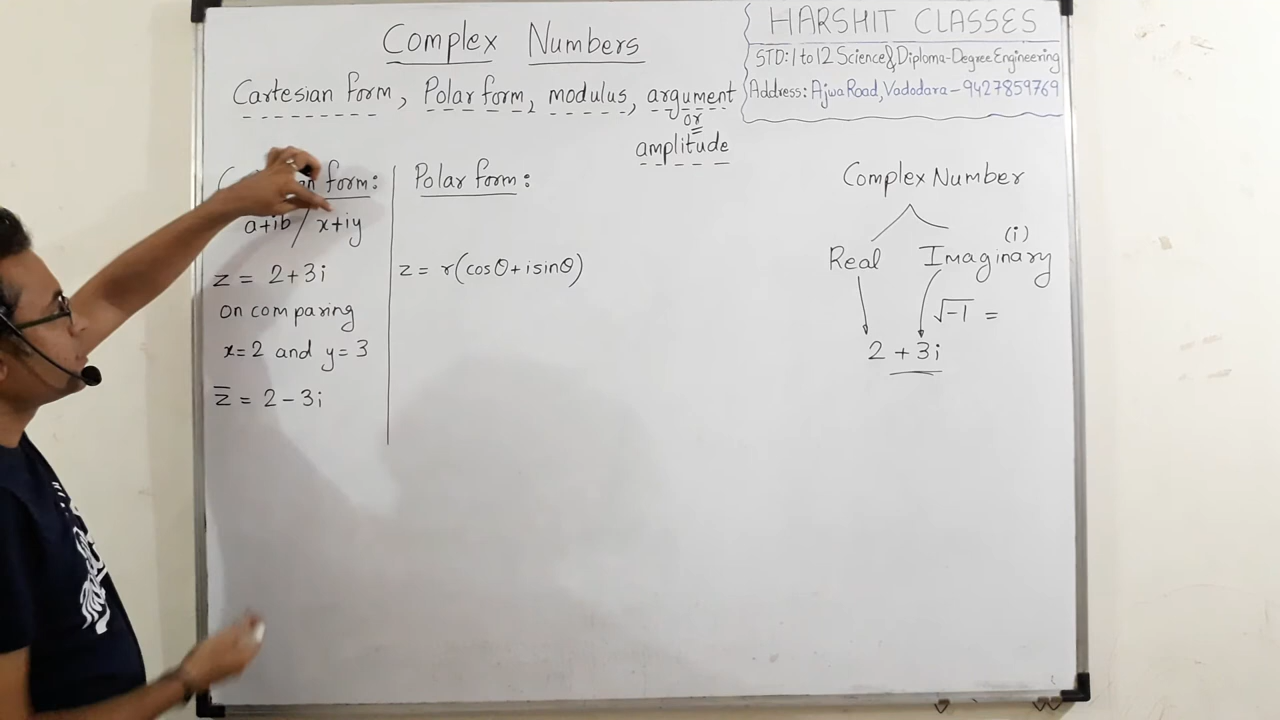 Complex Numbers
Cartesian form, Polar form, modulus, argument
or
amplitude
HARSHIT CLASSES
STD: 1 to 12 Science & Diploma-Degree Engineering
Address: Ajwa Road, Vadodara - 9427859769
form:
a+ib / x+iy
z = 2+3i
on comparing
x=2 and y=3
z̅ = 2-3i
Polar form:
z = r(cosθ + isinθ)
Complex Number
(i)
Real Imaginary
√-1 =
2 + 3i